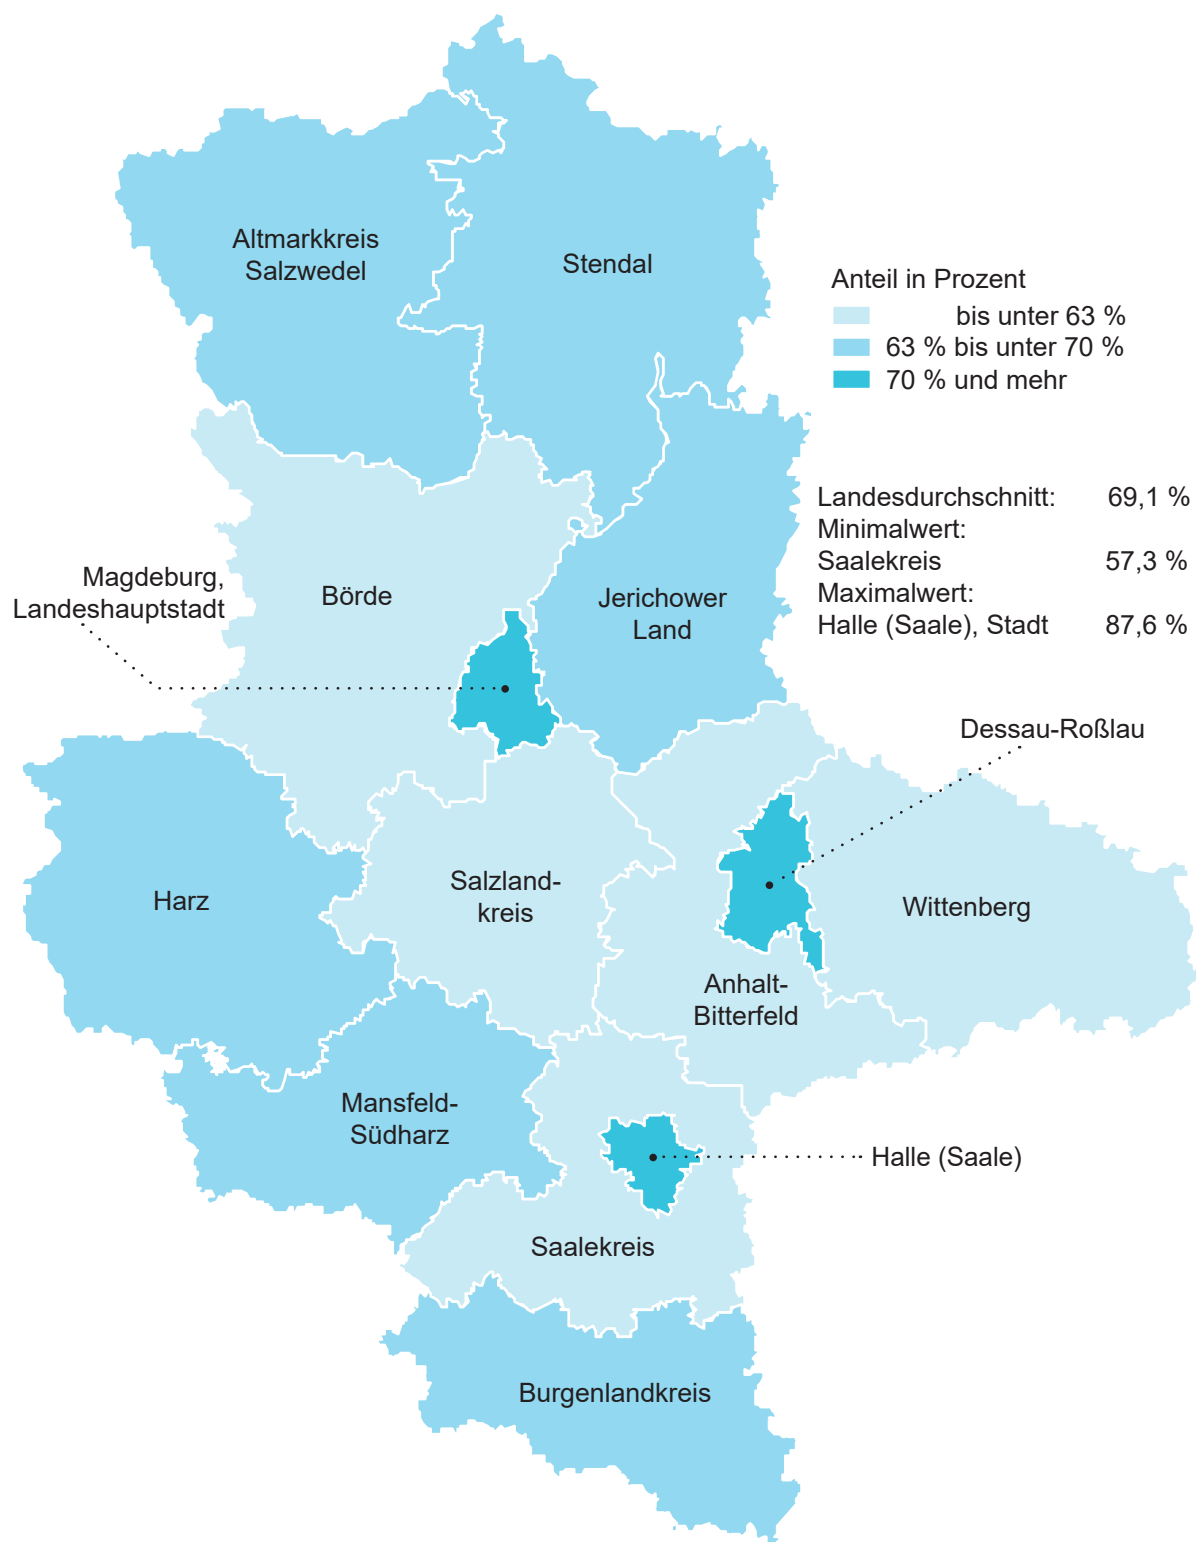 Altmarkkreis
Salzwedel
Stendal
Anteil in Prozent
bis unter 63 %
63 % bis unter 70 %
70 % und mehr
Landesdurchschnitt: 69,1 %
Minimalwert:
Saalekreis 57,3 %
Maximalwert:
Halle (Saale), Stadt 87,6 %
Magdeburg,
Landeshauptstadt
Börde
Jerichower
Land
Dessau-Roßlau
Harz
Salzland-
kreis
Wittenberg
Anhalt-
Bitterfeld
Mansfeld-
Südharz
Halle (Saale)
Saalekreis
Burgenlandkreis